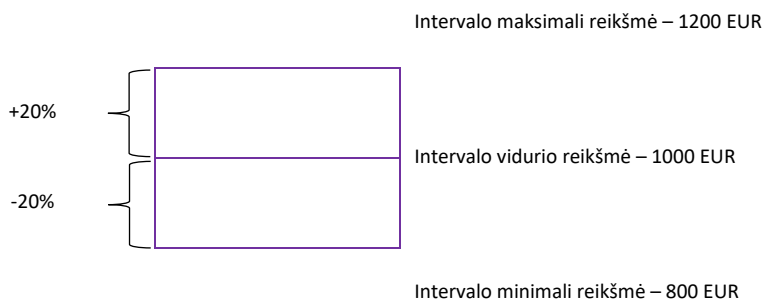 Intervalo maksimali reikšmė – 1200 EUR
+20%
Intervalo vidurio reikšmė – 1000 EUR
-20%
Intervalo minimali reikšmė – 800 EUR